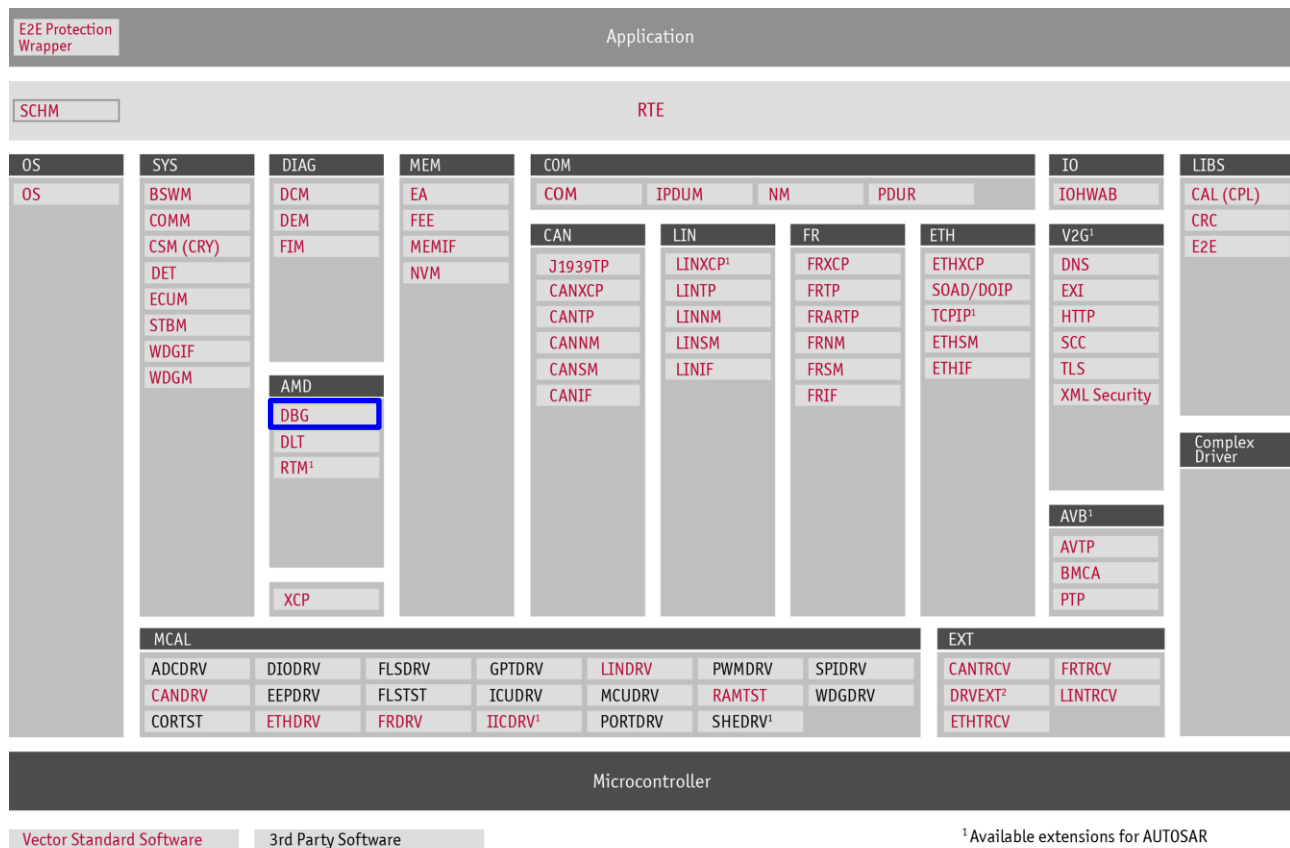 E2E Protection
Wrapper
Application
SCHM
RTE
OS
OS
SYS
BSWM
COMM
CSM (CRY)
DET
ECUM
STBM
WDGIF
WDGM
DIAG
DCM
DEM
FIM
AMD
DBG
DLT
RTM¹
XCP
MEM
EA
FEE
MEMIF
NVM
COM
COM IPDUM NM PDUR
CAN
J1939TP
CANXCP
CANTP
CANNM
CANSM
CANIF
LIN
LINXCP¹
LINTP
LINNM
LINSM
LINIF
FR
FRXCP
FRTP
FRARTP
FRNM
FRSM
FRIF
ETH
ETHXCP
SOAD/DOIP
TCPIP¹
ETHSM
ETHIF
IO
IOHWAB
V2G¹
DNS
EXI
HTTP
SCC
TLS
XML Security
AVB¹
AVTP
BMCA
PTP
LIBS
CAL (CPL)
CRC
E2E
Complex
Driver
MCAL
ADCDRV DIODRV FLSDRV GPTDRV LINDRV PWMDRV SPIDRV
CANDRV EEPDRV FLSTST ICUDRV MCUDRV RAMTST WDGDRV
CORTST ETHDRV FRDRV IICDRV¹ PORTDRV SHEDRV¹
EXT
CANTRCV FRTRCV
DRVEXT² LINTRCV
ETHTRCV
Microcontroller
Vector Standard Software 3rd Party Software
¹ Available extensions for AUTOSAR